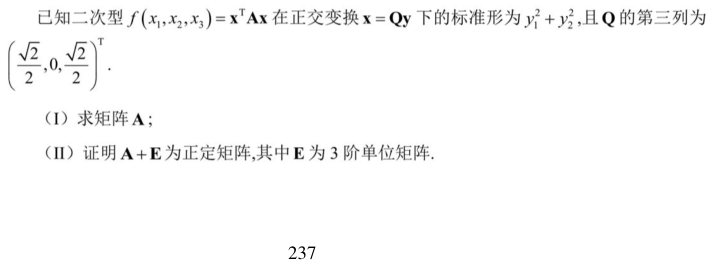 已知二次型 f(x₁,x₂,x₃)=xᵀAx 在正交变换 x=Qy 下的标准形为 y₁²+y₂²,且 Q 的第三列为
(√2/2,0,√2/2)ᵀ.
（I）求矩阵 A；
（II）证明 A+E 为正定矩阵,其中 E 为 3 阶单位矩阵.
237